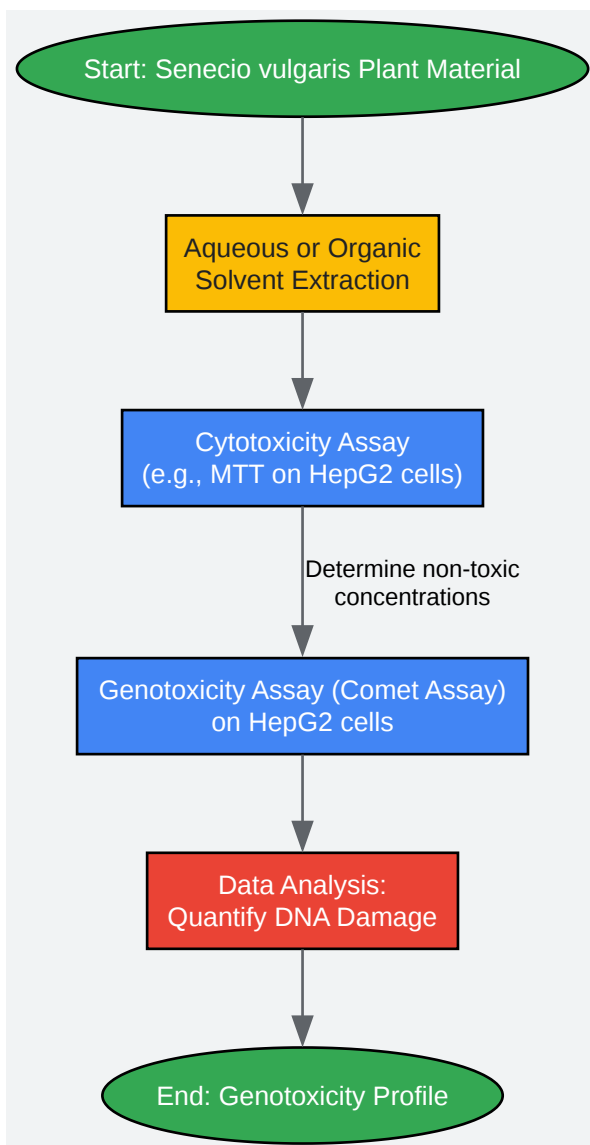 Start: Senecio vulgaris Plant Material
Aqueous or Organic
Solvent Extraction
Cytotoxicity Assay
(e.g., MTT on HepG2 cells)
Determine non-toxic
concentrations
Genotoxicity Assay (Comet Assay)
on HepG2 cells
Data Analysis:
Quantify DNA Damage
End: Genotoxicity Profile